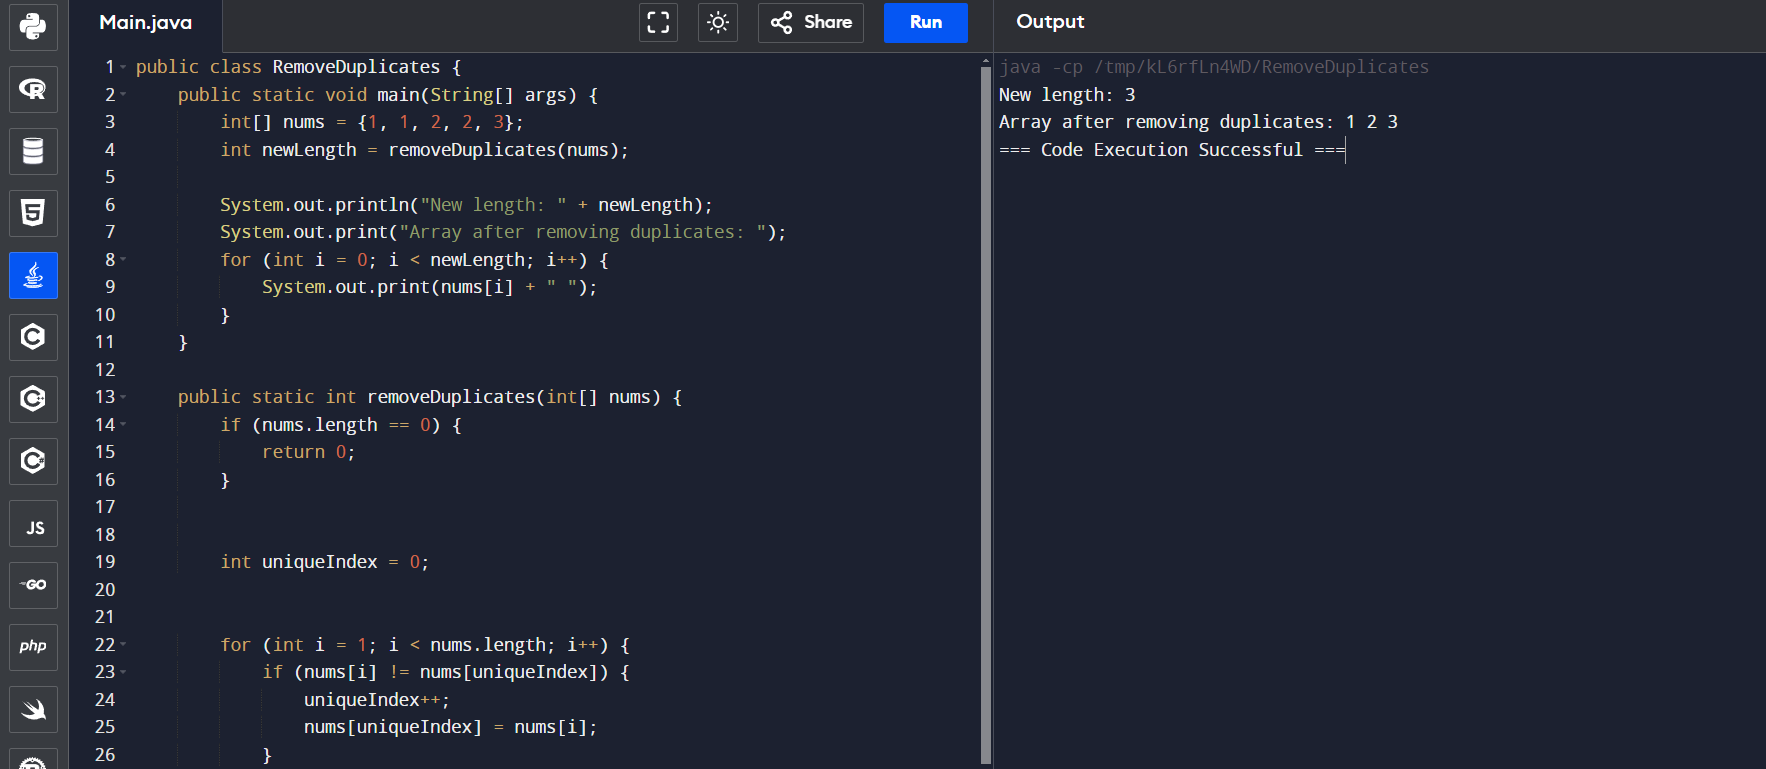 Main.java
Share
Run
Output
1 public class RemoveDuplicates {
2     public static void main(String[] args) {
3         int[] nums = {1, 1, 2, 2, 3};
4         int newLength = removeDuplicates(nums);
5
6         System.out.println("New length: " + newLength);
7         System.out.print("Array after removing duplicates: ");
8         for (int i = 0; i < newLength; i++) {
9             System.out.print(nums[i] + " ");
10         }
11     }
12
13     public static int removeDuplicates(int[] nums) {
14         if (nums.length == 0) {
15             return 0;
16         }
17
18
19         int uniqueIndex = 0;
20
21
22         for (int i = 1; i < nums.length; i++) {
23             if (nums[i] != nums[uniqueIndex]) {
24                 uniqueIndex++;
25                 nums[uniqueIndex] = nums[i];
26             }
java -cp /tmp/kL6rfLn4WD/RemoveDuplicates
New length: 3
Array after removing duplicates: 1 2 3
=== Code Execution Successful ===
R
5
C
C
C
JS
GO
php